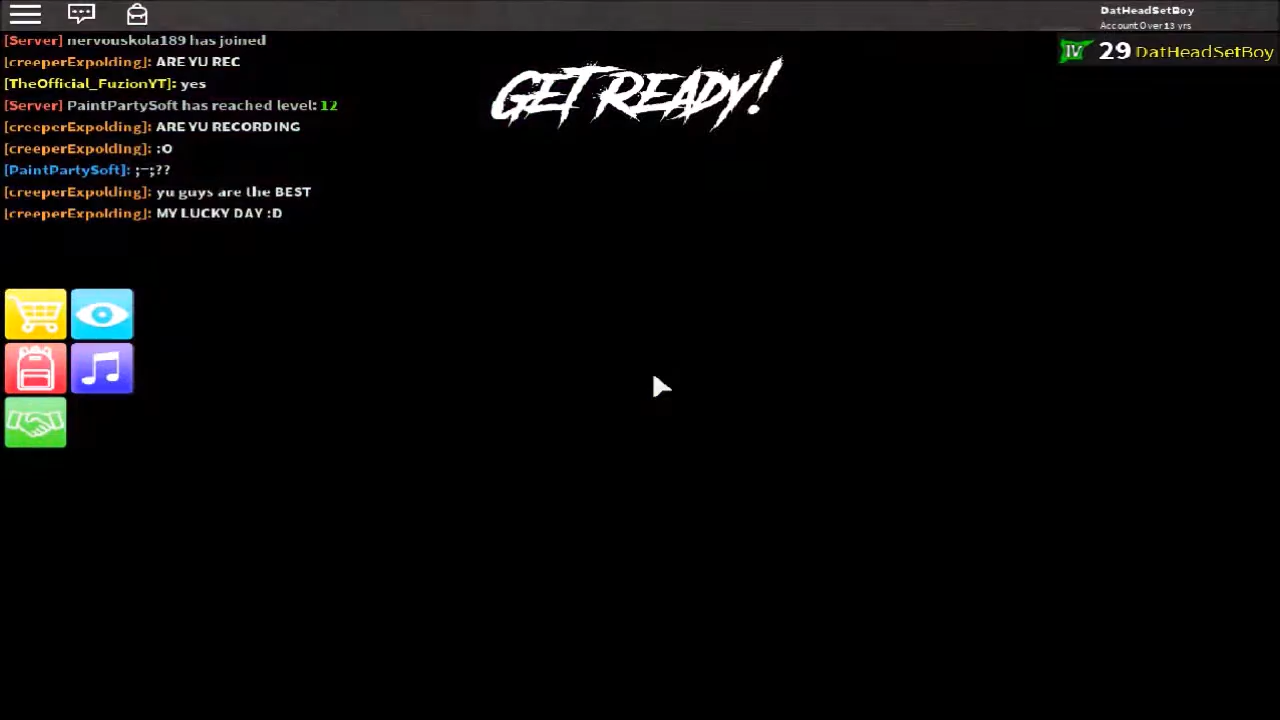 DatHeadSetBoy
Account Over 13 yrs
[Server] nervouskola189 has joined
[creeperExpolding]: ARE YU REC
[TheOfficial_FuzionYT]: yes
[Server] PaintPartySoft has reached level: 12
[creeperExpolding]: ARE YU RECORDING
[creeperExpolding]: :O
[PaintPartySoft]: ;=;??
[creeperExpolding]: yu guys are the BEST
[creeperExpolding]: MY LUCKY DAY :D
GET READY!
IV 29 DatHeadSetBoy